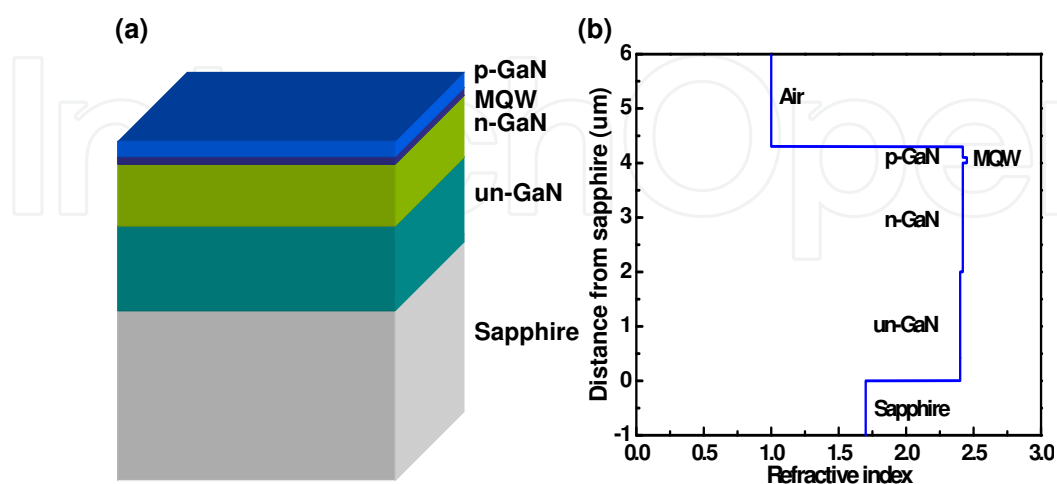 (a)
p-GaN
MQW
n-GaN
un-GaN
Sapphire
(b)
Distance from sapphire (um)
6
5
4
3
2
1
0
-1
Air
p-GaN
MQW
n-GaN
un-GaN
Sapphire
0.0 0.5 1.0 1.5 2.0 2.5 3.0
Refractive index